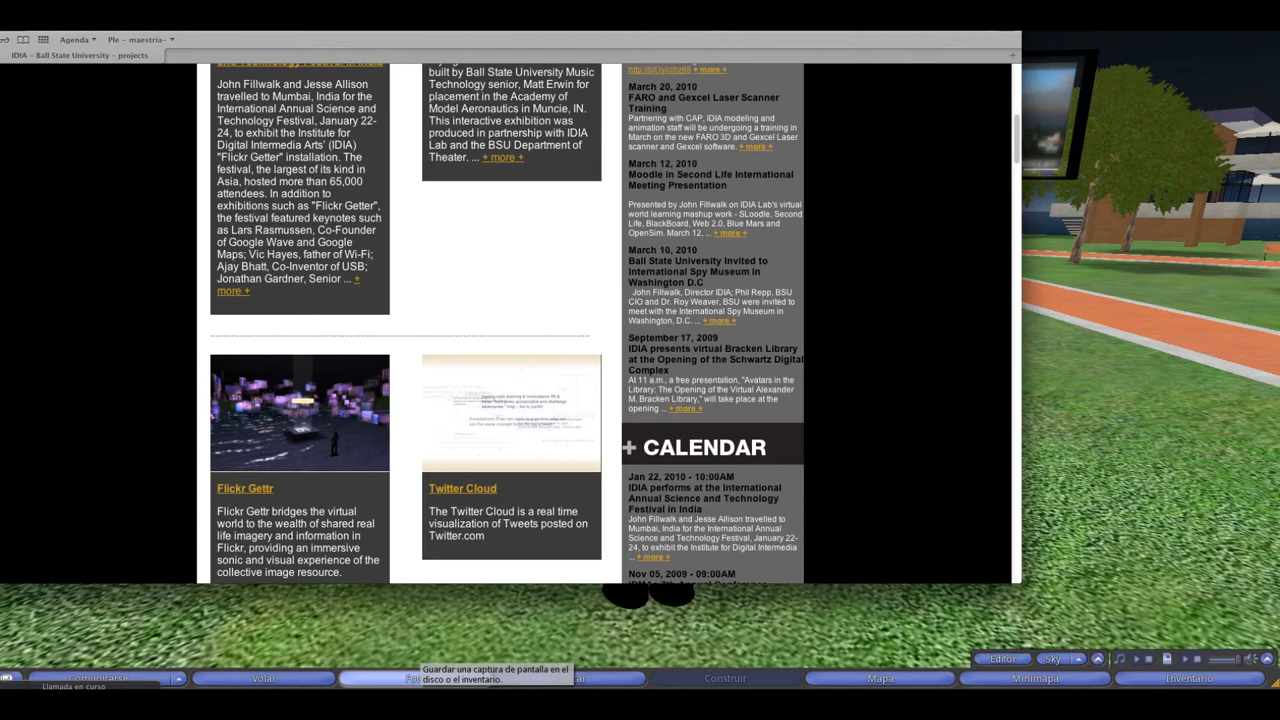 Agenda Ple - maestria-
IDIA - Ball State University - projects
and Technology Festival in India
John Fillwalk and Jesse Allison
travelled to Mumbai, India for the
International Annual Science and
Technology Festival, January 22-
24, to exhibit the Institute for
Digital Intermedia Arts' (IDIA)
"Flickr Getter" installation. The
festival, the largest of its kind in
Asia, hosted more than 65,000
attendees. In addition to
exhibitions such as "Flickr Getter",
the festival featured keynotes such
as Lars Rasmussen, Co-Founder
of Google Wave and Google
Maps; Vic Hayes, father of Wi-Fi;
Ajay Bhatt, Co-Inventor of USB;
Jonathan Gardner, Senior ... +
more +
built by Ball State University Music
Technology senior, Matt Erwin for
placement in the Academy of
Model Aeronautics in Muncie, IN.
This interactive exhibition was
produced in partnership with IDIA
Lab and the BSU Department of
Theater. ... + more +
+ more +
March 20, 2010
FARO and Gexcel Laser Scanner
Training
Partnering with CAP, IDIA modeling and
animation staff will be undergoing a training in
March on the new FARO 3D and Gexcel Laser
scanner and Gexcel software. + more +
March 12, 2010
Moodle in Second Life International
Meeting Presentation
Presented by John Fillwalk on IDIA Lab's virtual
world learning mashup work - SLoodle, Second
Life, BlackBoard, Web 2.0, Blue Mars and
OpenSim. March 12, ... + more +
March 10, 2010
Ball State University Invited to
International Spy Museum in
Washington D.C
John Fillwalk, Director IDIA; Phil Repp, BSU
CIO and Dr. Roy Weaver, BSU were invited to
meet with the International Spy Museum in
Washington, D.C. ... + more +
September 17, 2009
IDIA presents virtual Bracken Library
at the Opening of the Schwartz Digital
Complex
At 11 a.m., a free presentation, "Avatars in the
Library: The Opening of the Virtual Alexander
M. Bracken Library," will take place at the
opening ... + more +
+ CALENDAR
Jan 22, 2010 - 10:00AM
IDIA performs at the International
Annual Science and Technology
Festival in India
John Fillwalk and Jesse Allison travelled to
Mumbai, India for the International Annual
Science and Technology Festival, January 22-
24, to exhibit the Institute for Digital Intermedia
... + more +
Nov 05, 2009 - 09:00AM
Flickr Gettr
Flickr Gettr bridges the virtual
world to the wealth of shared real
life imagery and information in
Flickr, providing an immersive
sonic and visual experience of the
collective image resource.
Twitter Cloud
The Twitter Cloud is a real time
visualization of Tweets posted on
Twitter.com
Guardar una captura de pantalla en el
disco o el inventario.
Editor Sky
Comunicarse Volar Construir Mapa Minimapa Inventario
Llamada en curso